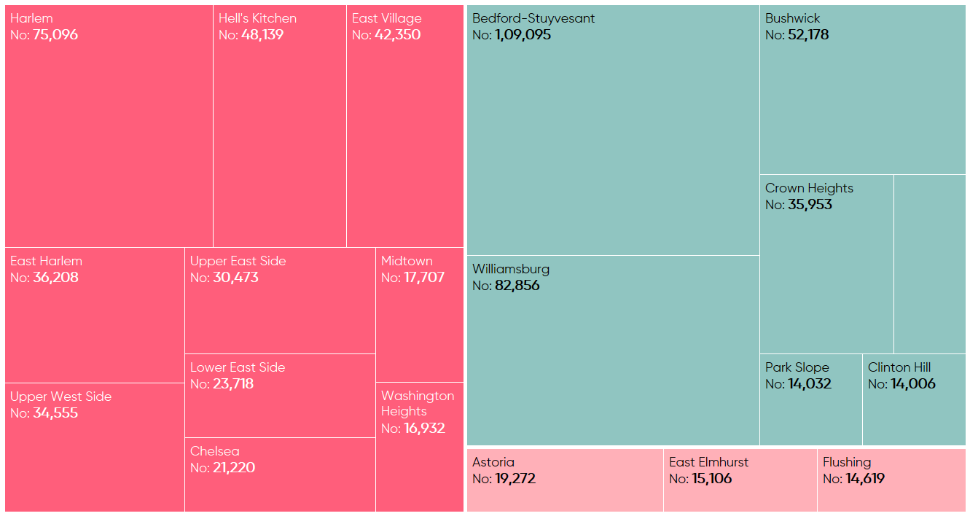 Harlem
No: 75,096
Hell's Kitchen
No: 48,139
East Village
No: 42,350
East Harlem
No: 36,208
Upper West Side
No: 34,555
Upper East Side
No: 30,473
Lower East Side
No: 23,718
Chelsea
No: 21,220
Midtown
No: 17,707
Washington
Heights
No: 16,932
Bedford-Stuyvesant
No: 1,09,095
Williamsburg
No: 82,856
Bushwick
No: 52,178
Crown Heights
No: 35,953
Park Slope
No: 14,032
Clinton Hill
No: 14,006
Astoria
No: 19,272
East Elmhurst
No: 15,106
Flushing
No: 14,619